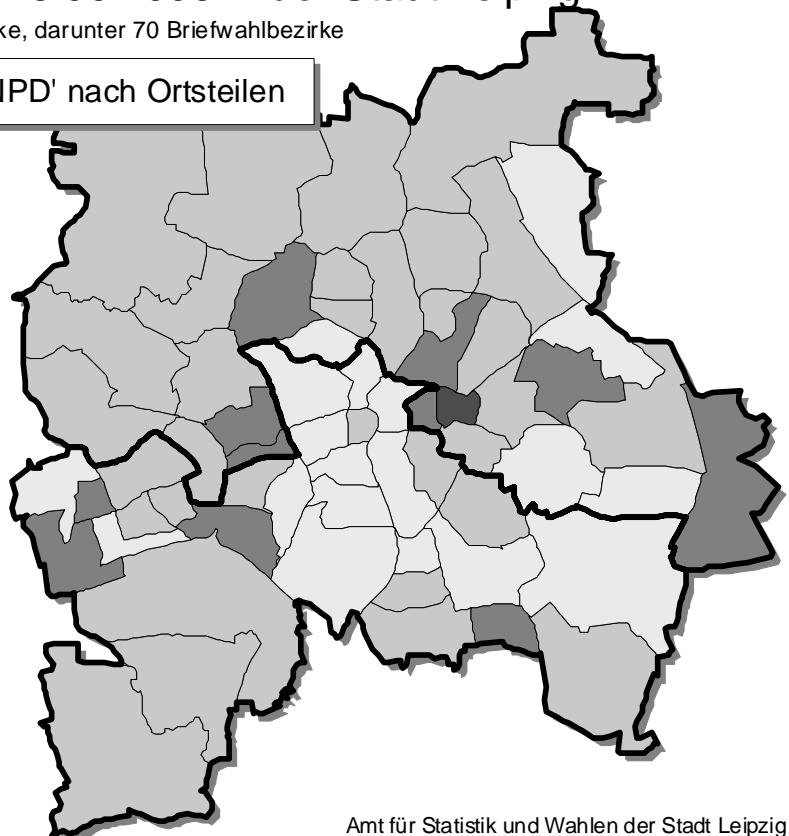 ke, darunter 70 Briefwahlbezirke
NPD' nach Ortsteilen
Amt für Statistik und Wahlen der Stadt Leipzig